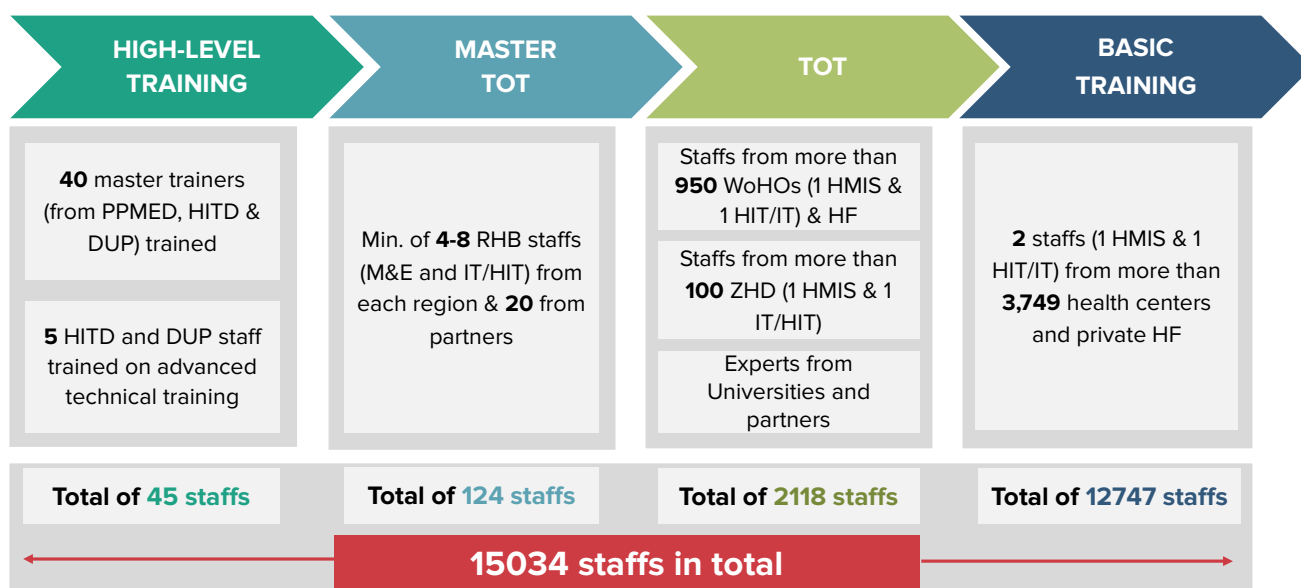 HIGH-LEVEL
TRAINING
MASTER
TOT
TOT
BASIC
TRAINING
40 master trainers
(from PPMED, HITD &
DUP) trained
5 HITD and DUP staff
trained on advanced
technical training
Min. of 4-8 RHB staffs
(M&E and IT/HIT) from
each region & 20 from
partners
Staffs from more than
950 WoHOs (1 HMIS &
1 HIT/IT) & HF
Staffs from more than
100 ZHD (1 HMIS & 1
IT/HIT)
Experts from
Universities and
partners
2 staffs (1 HMIS & 1
HIT/IT) from more than
3,749 health centers
and private HF
Total of 45 staffs
Total of 124 staffs
Total of 2118 staffs
Total of 12747 staffs
15034 staffs in total